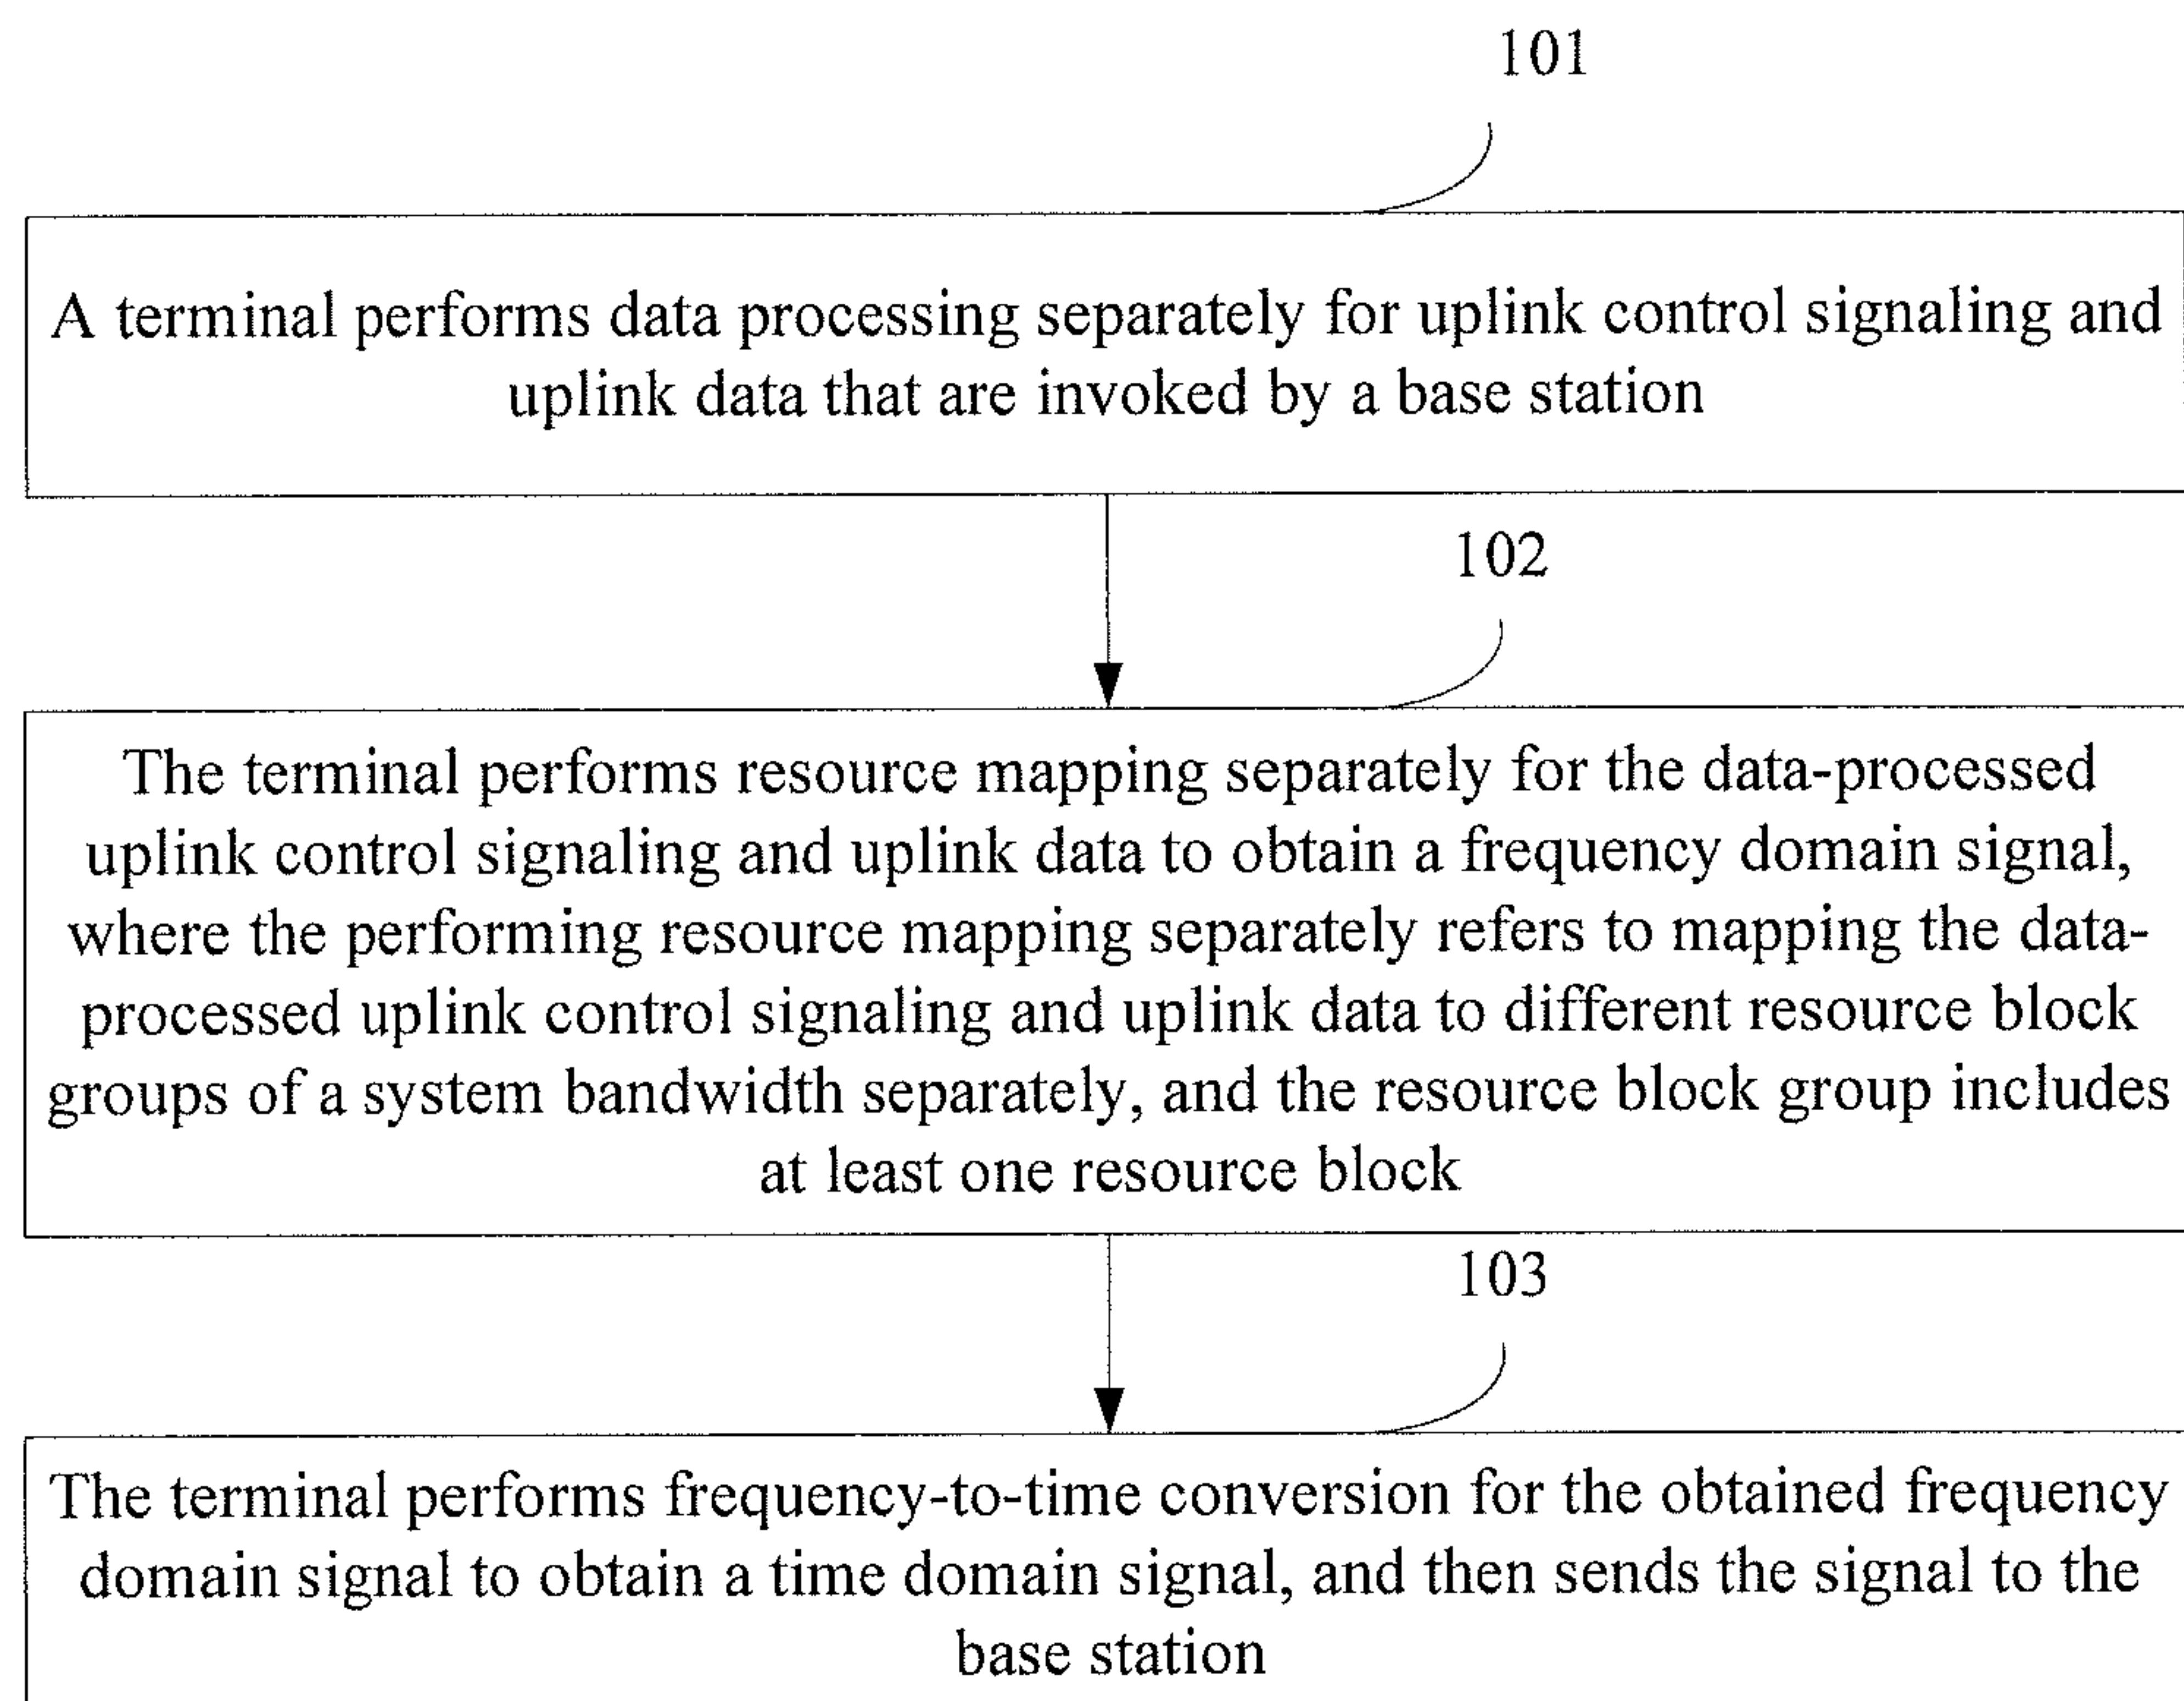 101
A terminal performs data processing separately for uplink control signaling and
uplink data that are invoked by a base station
102
The terminal performs resource mapping separately for the data-processed
uplink control signaling and uplink data to obtain a frequency domain signal,
where the performing resource mapping separately refers to mapping the data-
processed uplink control signaling and uplink data to different resource block
groups of a system bandwidth separately, and the resource block group includes
at least one resource block
103
The terminal performs frequency-to-time conversion for the obtained frequency
domain signal to obtain a time domain signal, and then sends the signal to the
base station